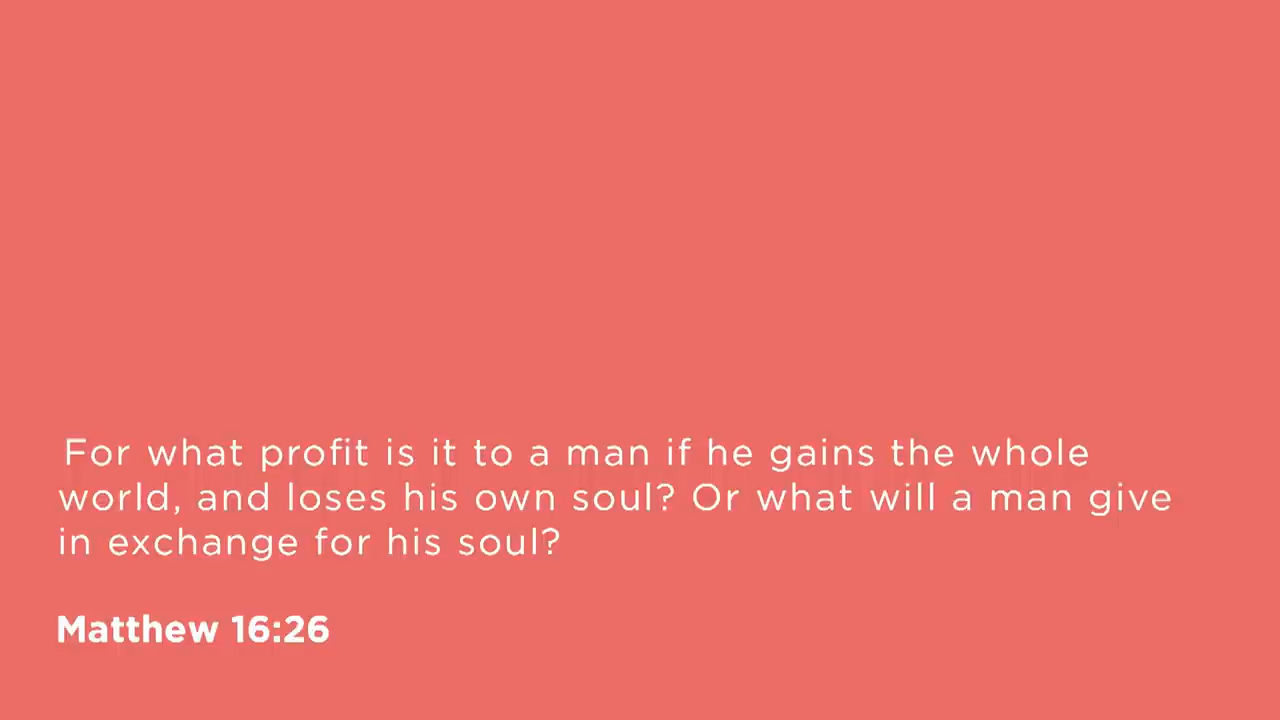 For what profit is it to a man if he gains the whole
world, and loses his own soul? Or what will a man give
in exchange for his soul?
Matthew 16:26